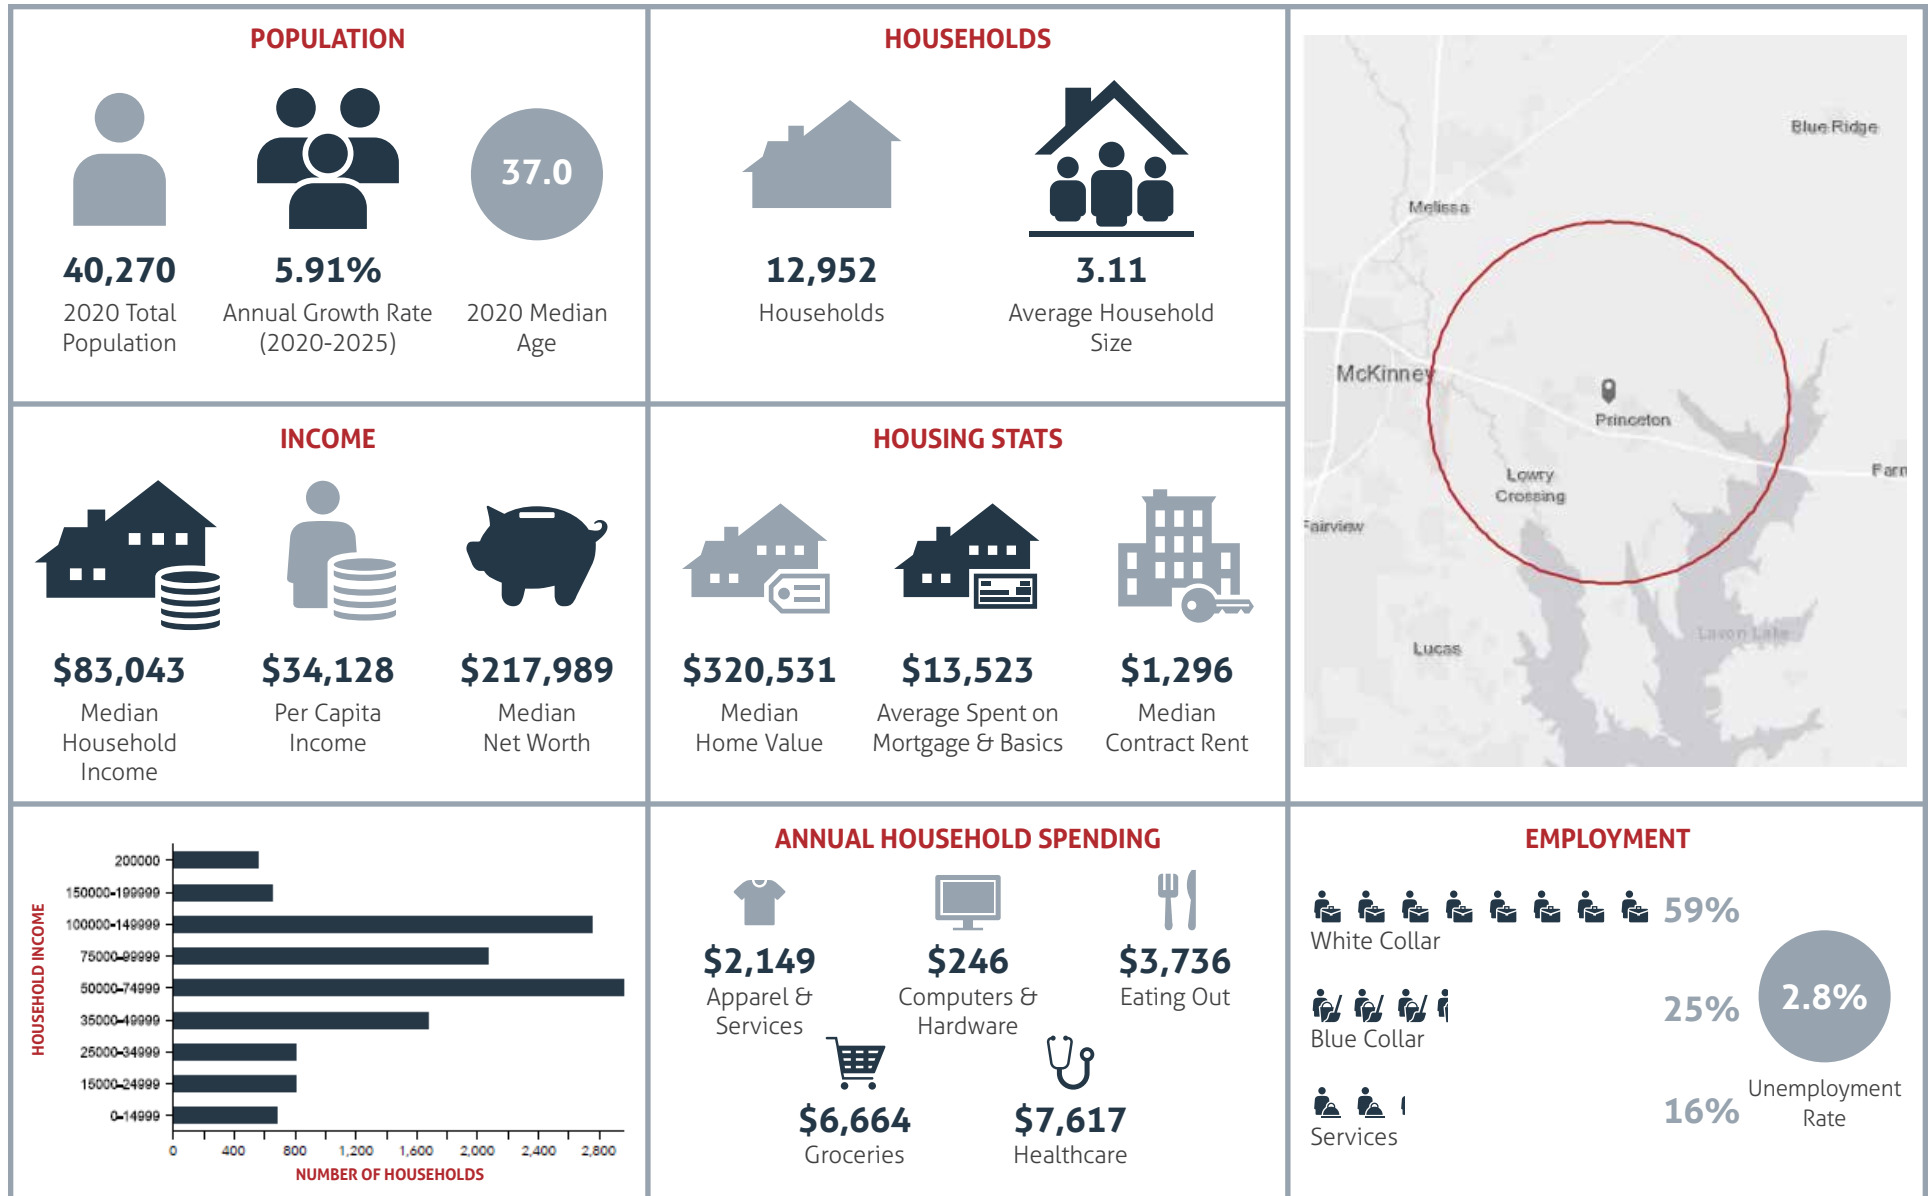 POPULATION
37.0
40,270
2020 Total
Population
5.91%
Annual Growth Rate
(2020-2025)
2020 Median
Age
HOUSEHOLDS
12,952
Households
3.11
Average Household
Size
Blue Ridge
Melissa
McKinney
Princeton
Lowry
Crossing
Farm
Fairview
Lucas
Lavon Lake
INCOME
$83,043
Median
Household
Income
$34,128
Per Capita
Income
$217,989
Median
Net Worth
HOUSING STATS
$320,531
Median
Home Value
$13,523
Average Spent on
Mortgage & Basics
$1,296
Median
Contract Rent
HOUSEHOLD INCOME
200000
150000-199999
100000-149999
75000-99999
50000-74999
35000-49999
25000-34999
15000-24999
0-14999
0 400 800 1,200 1,600 2,000 2,400 2,800
NUMBER OF HOUSEHOLDS
ANNUAL HOUSEHOLD SPENDING
$2,149
Apparel &
Services
$246
Computers &
Hardware
$3,736
Eating Out
$6,664
Groceries
$7,617
Healthcare
EMPLOYMENT
59%
White Collar
25%
Blue Collar
16%
Services
2.8%
Unemployment
Rate